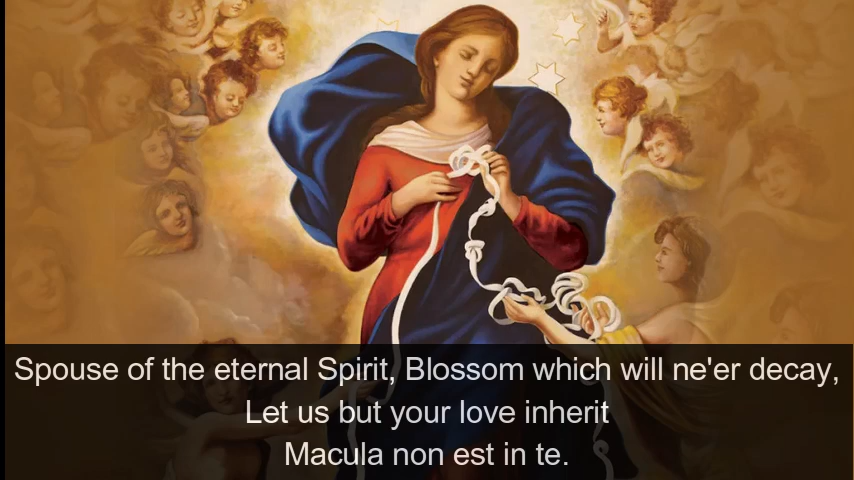 Spouse of the eternal Spirit, Blossom which will ne'er decay,
Let us but your love inherit
Macula non est in te.